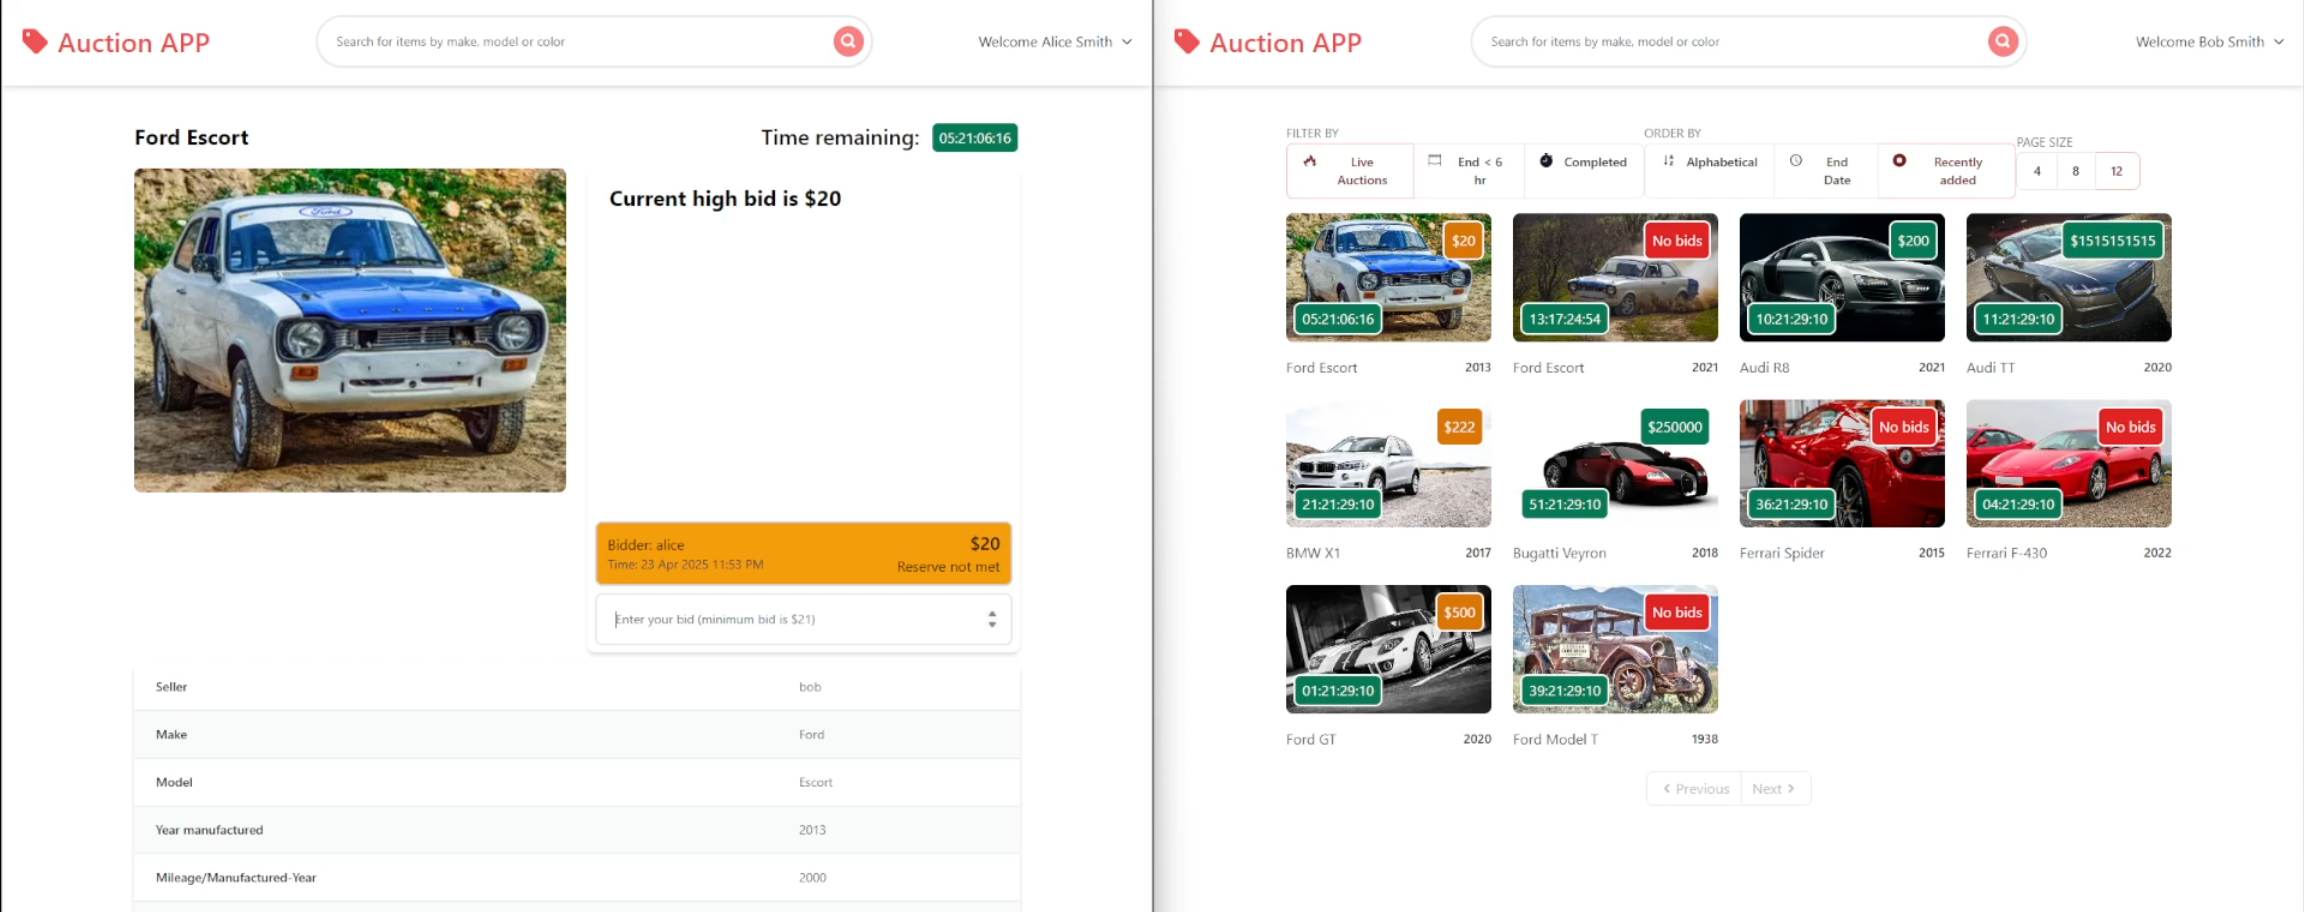 Auction APP
Search for items by make, model or color
Welcome Alice Smith
Ford Escort
Time remaining: 05:21:06:16
Ford
Current high bid is $20
Bidder: alice
$20
Time: 23 Apr 2025 11:53 PM
Reserve not met
Enter your bid (minimum bid is $21)
Seller bob
Make Ford
Model Escort
Year manufactured 2013
Mileage/Manufactured-Year 2000
Auction APP
Search for items by make, model or color
Welcome Bob Smith
FILTER BY
Live
Auctions
End < 6
hr
Completed
ORDER BY
Alphabetical
End
Date
Recently
added
PAGE SIZE
4 8 12
$20
05:21:06:16
Ford Escort 2013
No bids
13:17:24:54
Ford Escort 2021
$200
10:21:29:10
Audi R8 2021
$1515151515
11:21:29:10
Audi TT 2020
$222
21:21:29:10
BMW X1 2017
$250000
51:21:29:10
Bugatti Veyron 2018
No bids
36:21:29:10
Ferrari Spider 2015
No bids
04:21:29:10
Ferrari F-430 2022
$500
01:21:29:10
Ford GT 2020
No bids
39:21:29:10
Ford Model T 1938
Previous
Next